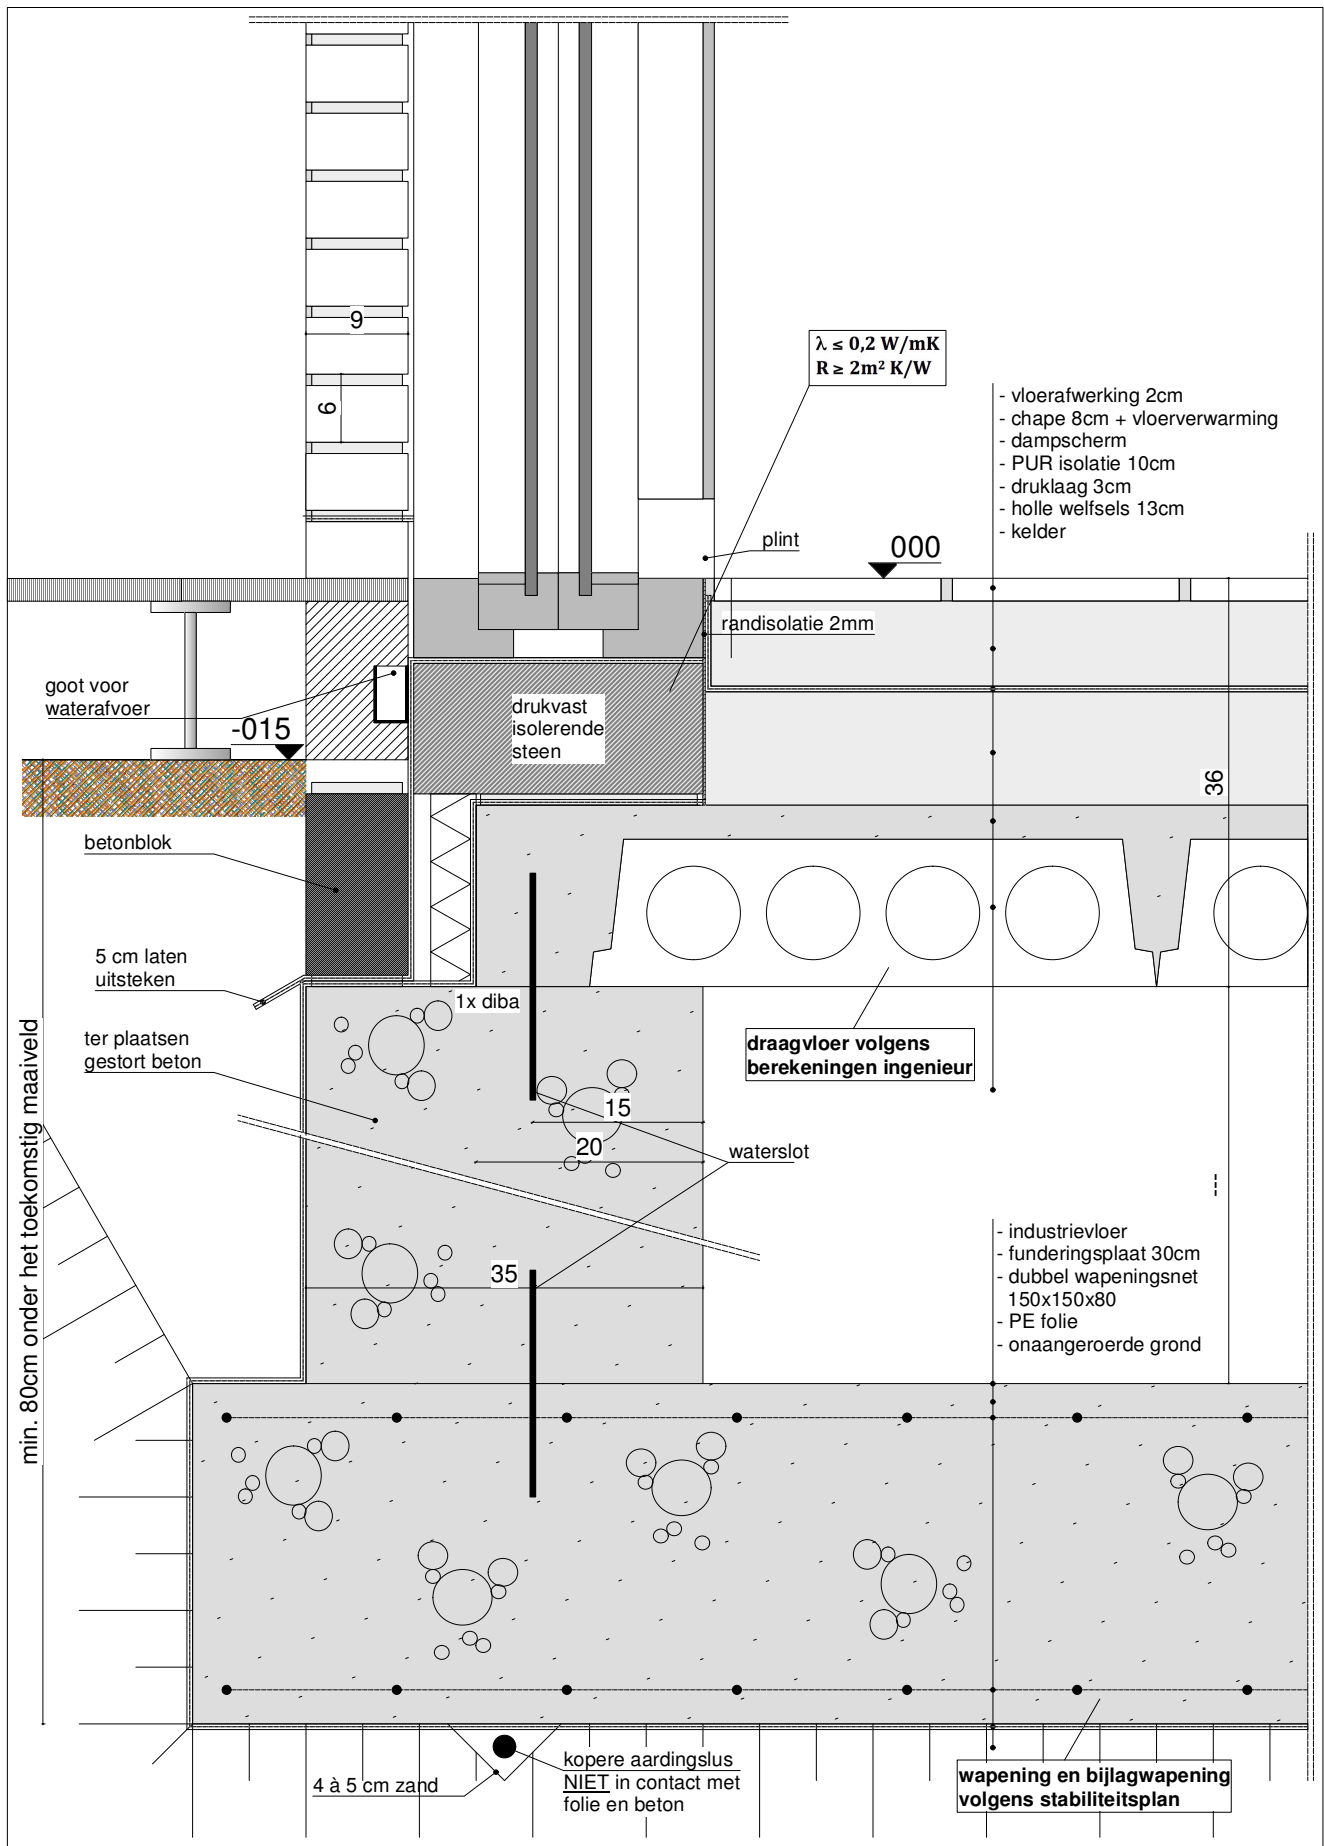 9
6
λ ≤ 0,2 W/mK
R ≥ 2m² K/W
- vloerafwerking 2cm
- chape 8cm + vloerverwarming
- dampscherm
- PUR isolatie 10cm
- druklaag 3cm
- holle welfsels 13cm
- kelder
plint
000
randisolatie 2mm
goot voor
waterafvoer
-015
drukvast
isolerende
steen
36
betonblok
5 cm laten
uitsteken
1x diba
ter plaatsen
gestort beton
draagvloer volgens
berekeningen ingenieur
15
20
waterslot
35
min. 80cm onder het toekomstig maaiveld
- industrievloer
- funderingsplaat 30cm
- dubbel wapeningsnet
150x150x80
- PE folie
- onaangeroerde grond
4 à 5 cm zand
kopere aardingslus
NIET in contact met
folie en beton
wapening en bijlagwapening
volgens stabiliteitsplan